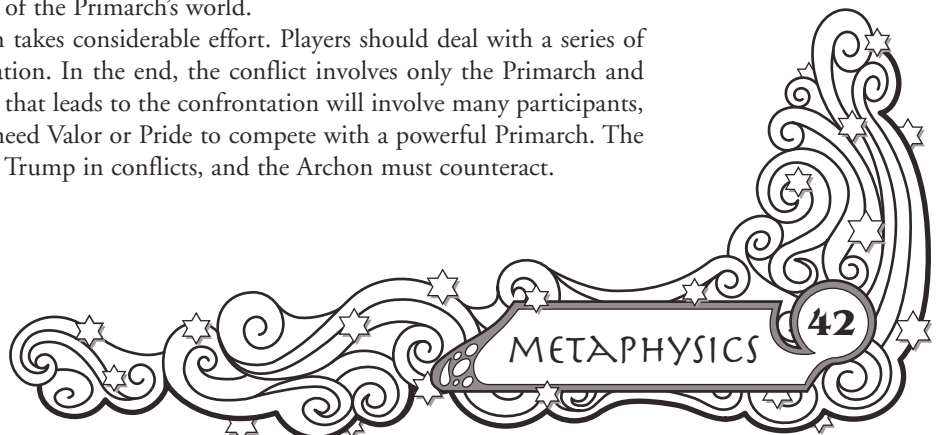 of the Primarch's world.
takes considerable effort. Players should deal with a series of
In the end, the conflict involves only the Primarch and
that leads to the confrontation will involve many participants,
need Valor or Pride to compete with a powerful Primarch. The
Trump in conflicts, and the Archon must counteract.
METAPHYSICS
42